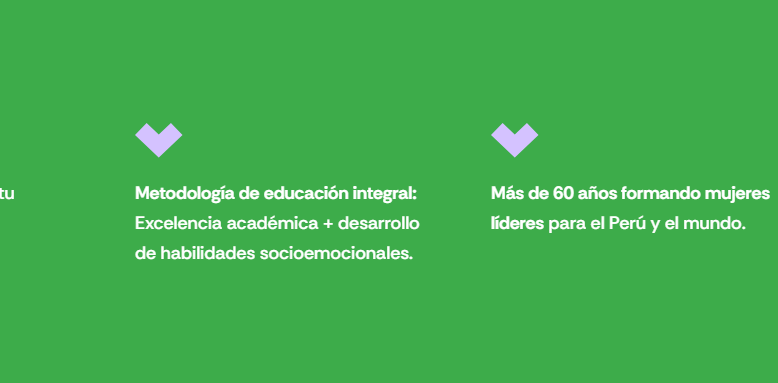 tu
Metodología de educación integral:
Excelencia académica + desarrollo
de habilidades socioemocionales.
Más de 60 años formando mujeres
líderes para el Perú y el mundo.